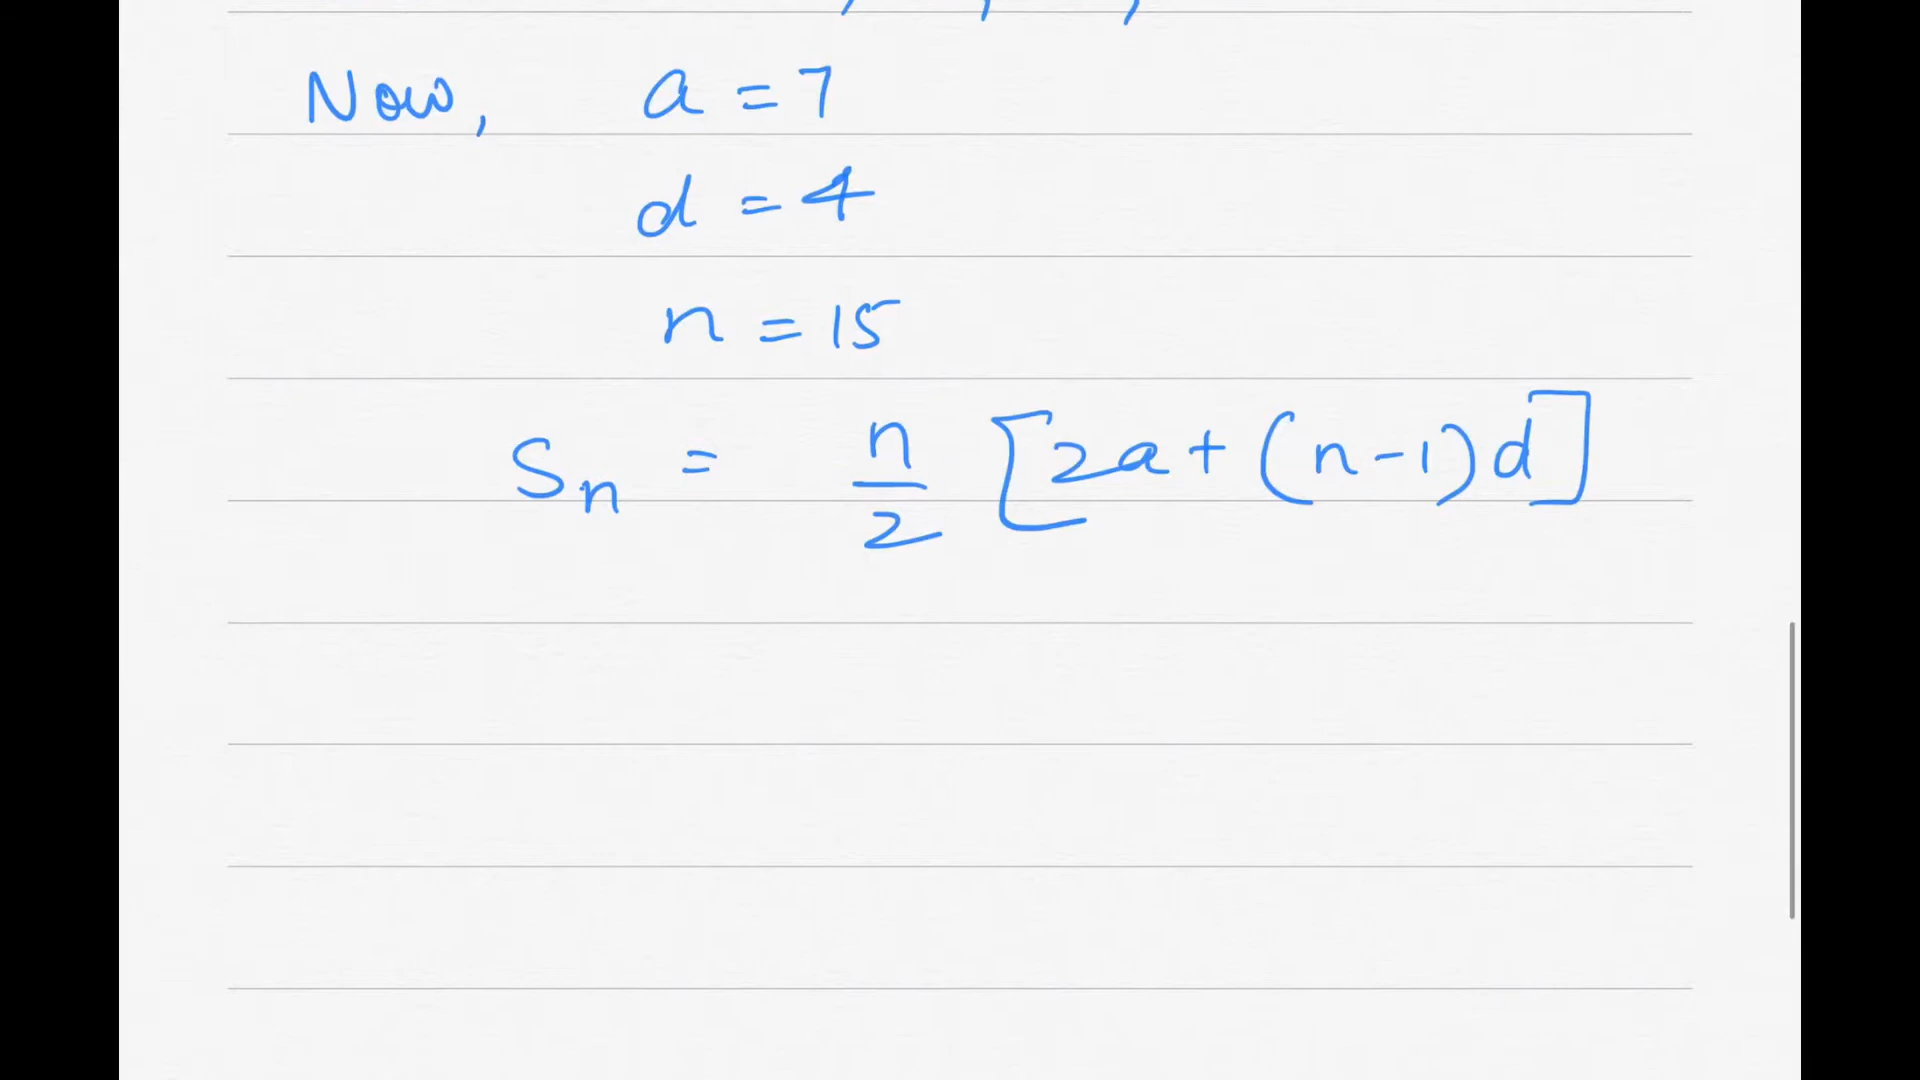 Now, a = 7
d = 4
n = 15
Sn = n/2 [2a + (n-1)d]